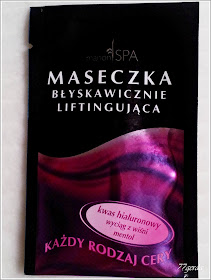 SPA
MASECZKA
BŁYSKAWICZNIE
LIFTINGUJĄCA
kwas hialuronowy
wyciąg z wiśni
mentol
KAŻDY RODZAJ CERY